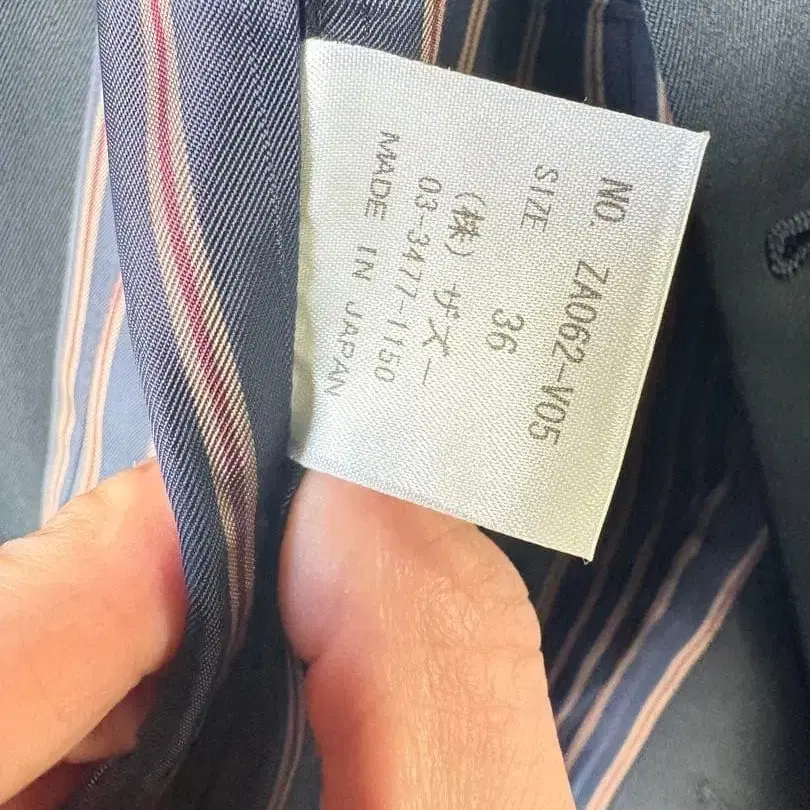 NO. ZA062-V05
SIZE 36
(株) ザズー
03-3477-1150
MADE IN JAPAN